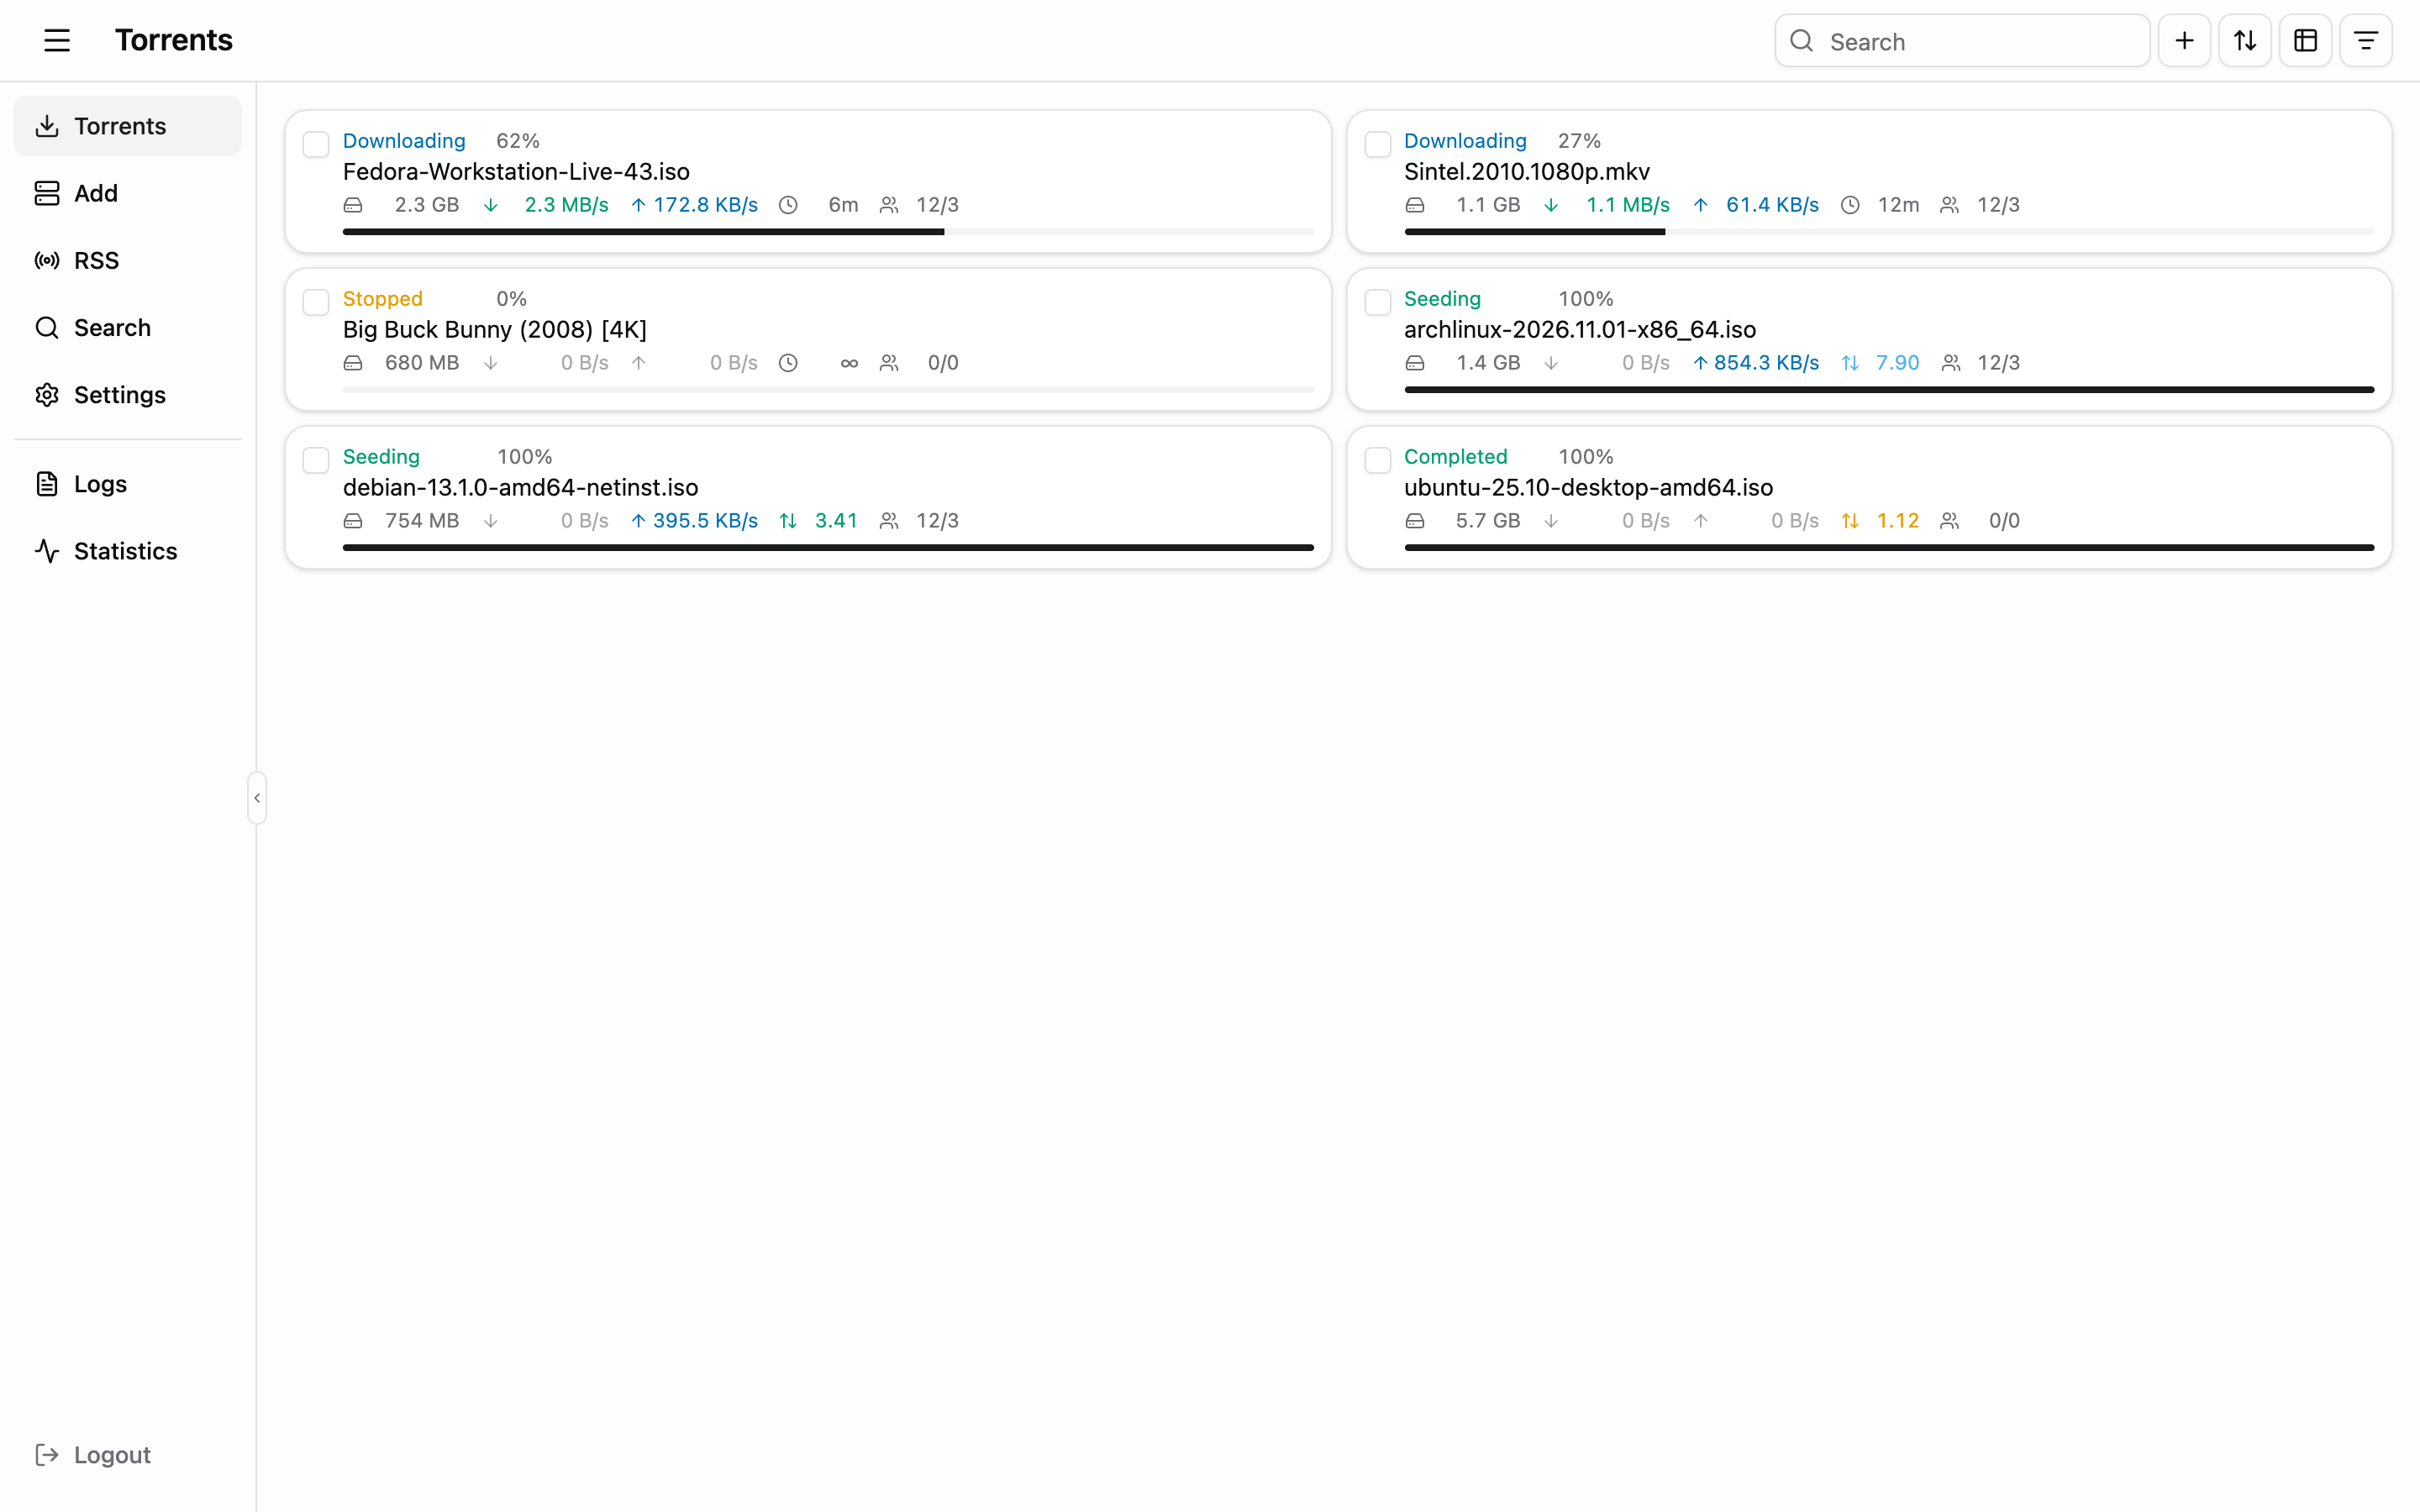 Torrents
Search
Torrents
Add
RSS
Search
Settings
Logs
Statistics
Logout
Downloading 62%
Fedora-Workstation-Live-43.iso
2.3 GB 2.3 MB/s 172.8 KB/s 6m 12/3
Downloading 27%
Sintel.2010.1080p.mkv
1.1 GB 1.1 MB/s 61.4 KB/s 12m 12/3
Stopped 0%
Big Buck Bunny (2008) [4K]
680 MB 0 B/s 0 B/s ∞ 0/0
Seeding 100%
archlinux-2026.11.01-x86_64.iso
1.4 GB 0 B/s 854.3 KB/s 7.90 12/3
Seeding 100%
debian-13.1.0-amd64-netinst.iso
754 MB 0 B/s 395.5 KB/s 3.41 12/3
Completed 100%
ubuntu-25.10-desktop-amd64.iso
5.7 GB 0 B/s 0 B/s 1.12 0/0